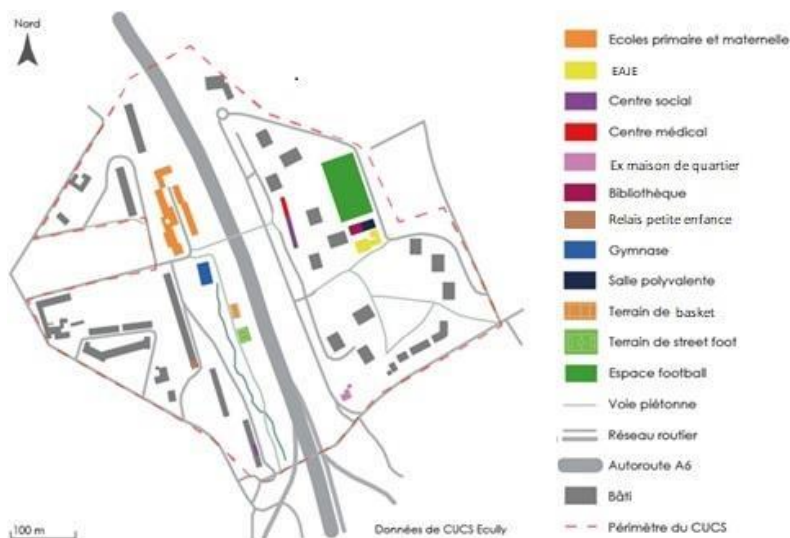 Nord
Ecoles primaire et maternelle
EAJE
Centre social
Centre médical
Ex maison de quartier
Bibliothèque
Relais petite enfance
Gymnase
Salle polyvalente
Terrain de basket
Terrain de street foot
Espace football
Voie piétonne
Réseau routier
Autoroute A6
Bâti
Périmètre du CUCS
100 m
Données de CUCS Ecully